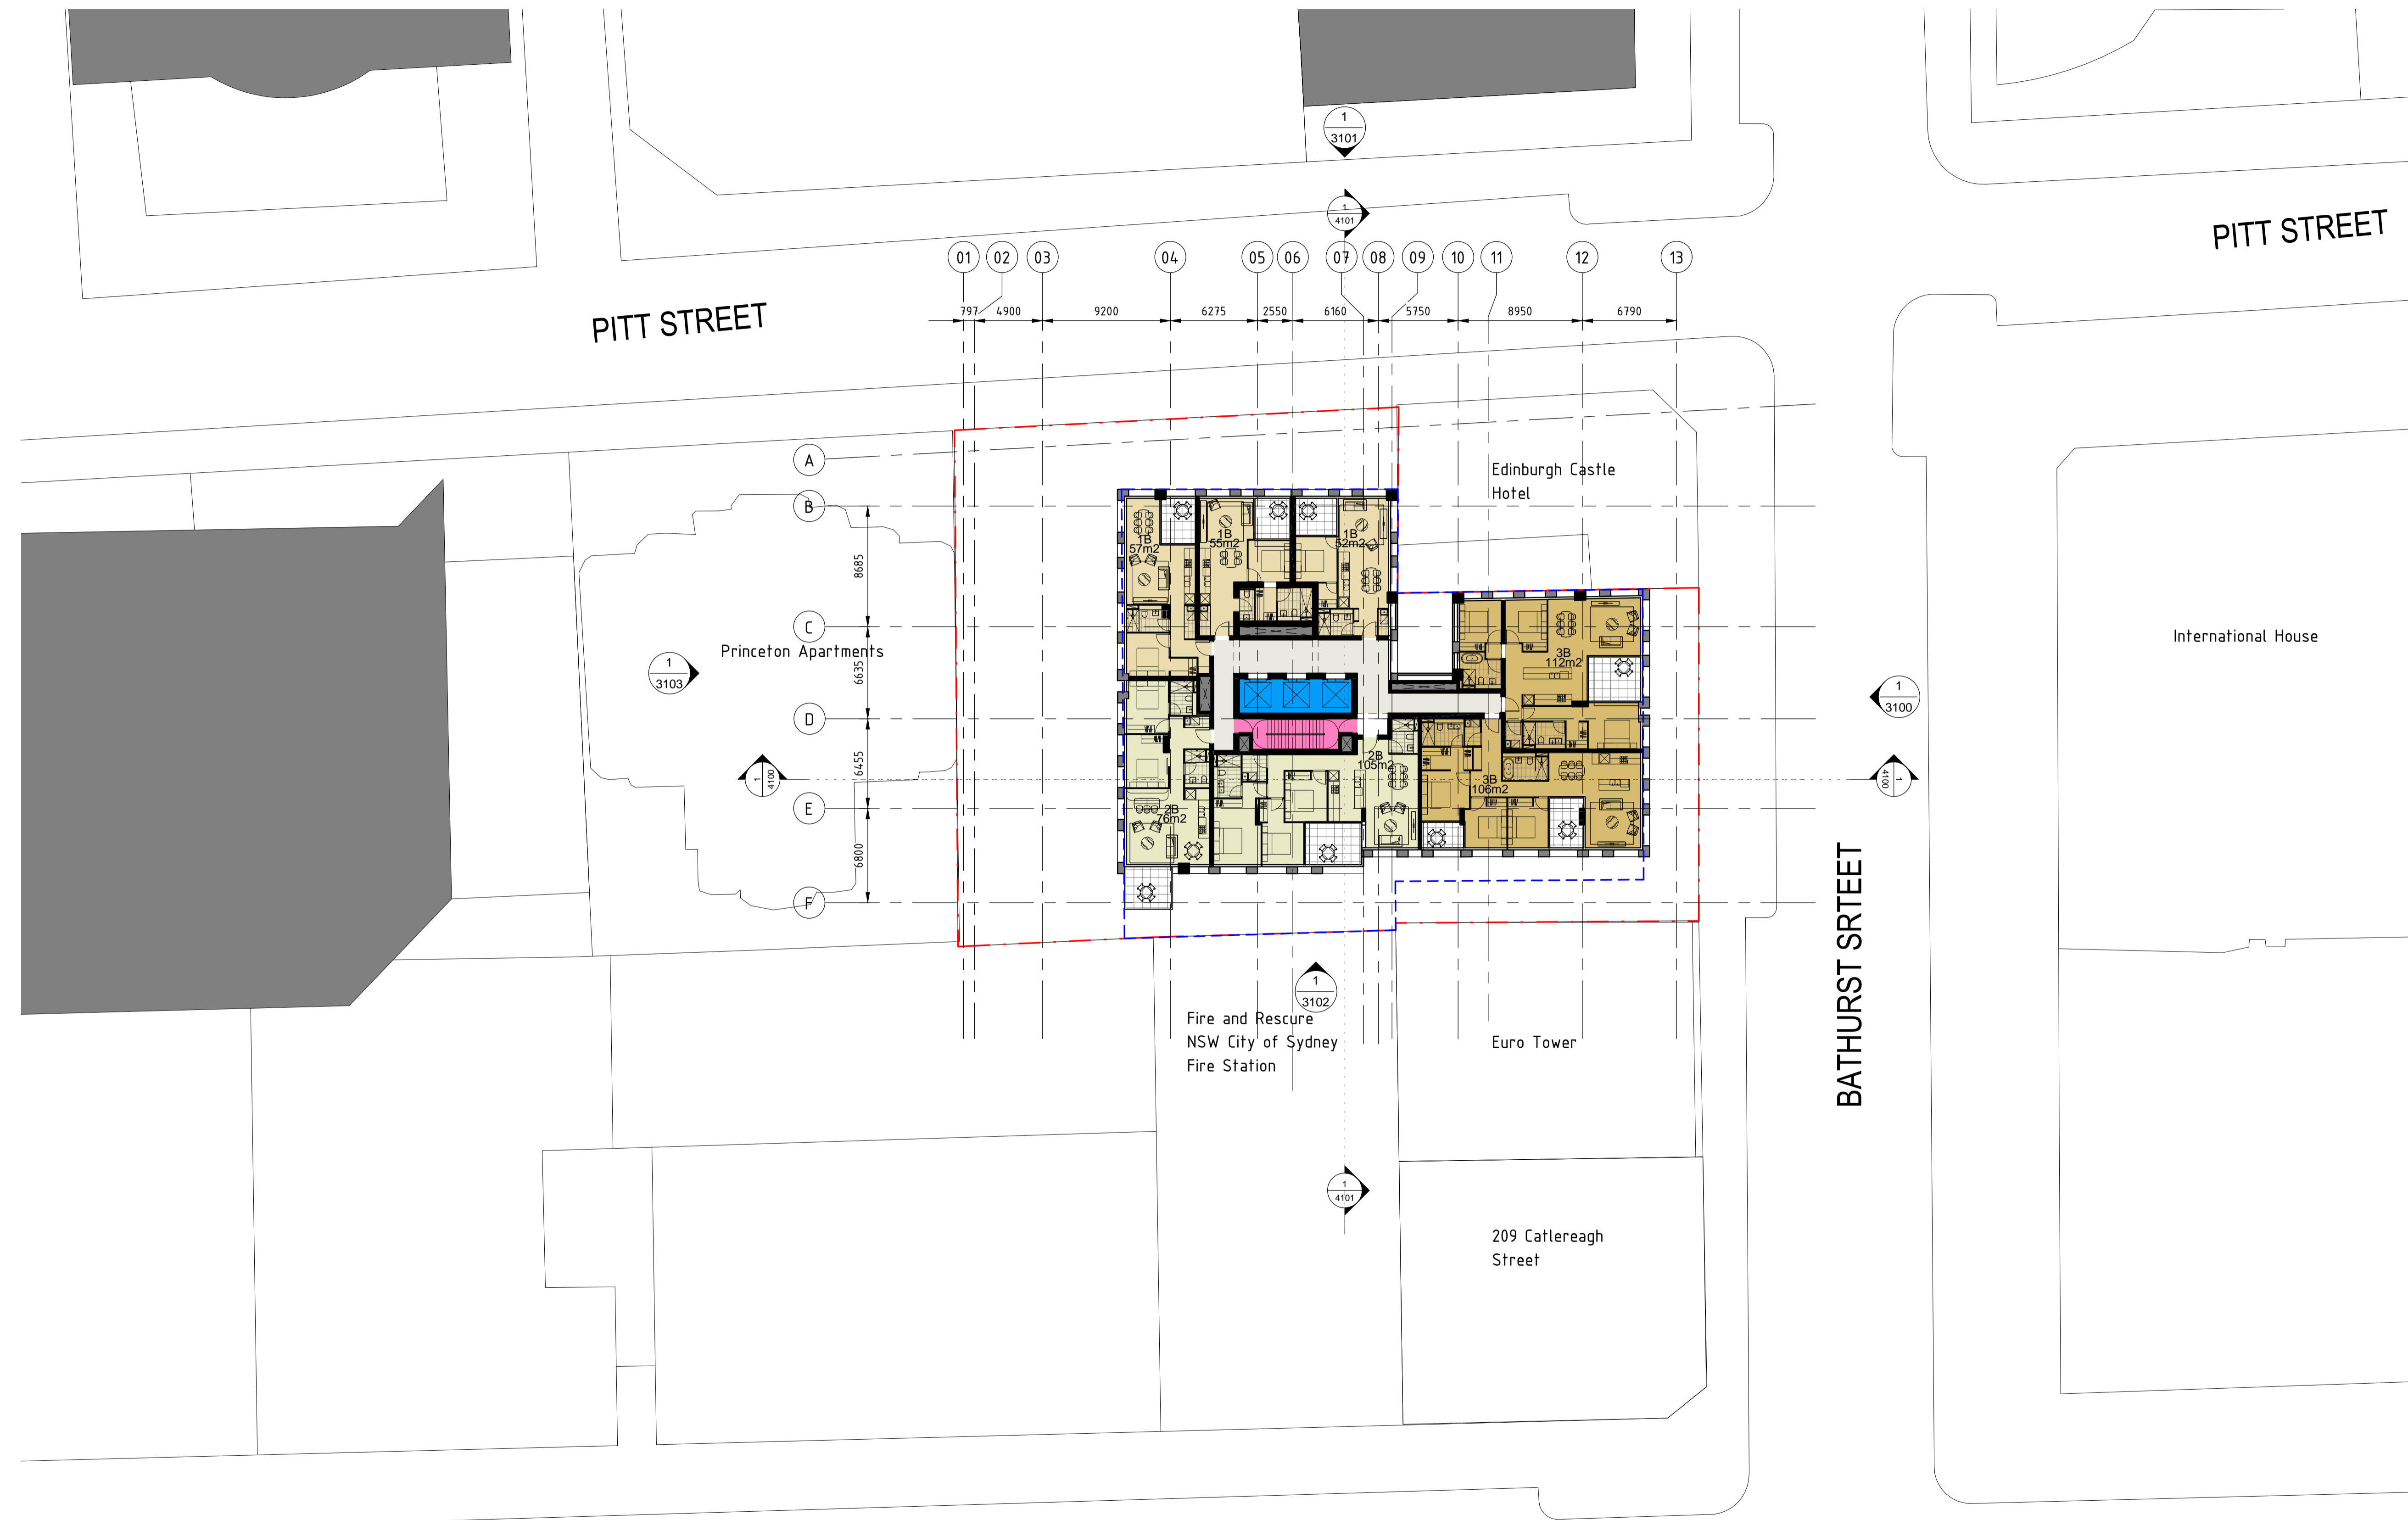 1
3101
1
4101
PITT STREET
01 02 03 04 05 06 07 08 09 10 11 12 13
PITT STREET
797 4900 9200 6275 2550 6160 5750 8950 6790
A
Edinburgh Castle
Hotel
B
1B
57m2
1B
55m2
1B
52m2
8685
C
International House
Princeton Apartments
1
3103
6635
3B
112m2
1
3100
D
6455
1
4100
2B
105m2
3B
106m2
1
4100
E
2B
76m2
6800
F
BATHURST SRTEET
1
3102
Fire and Rescure
NSW City of Sydney
Fire Station
Euro Tower
1
4101
209 Catlereagh
Street